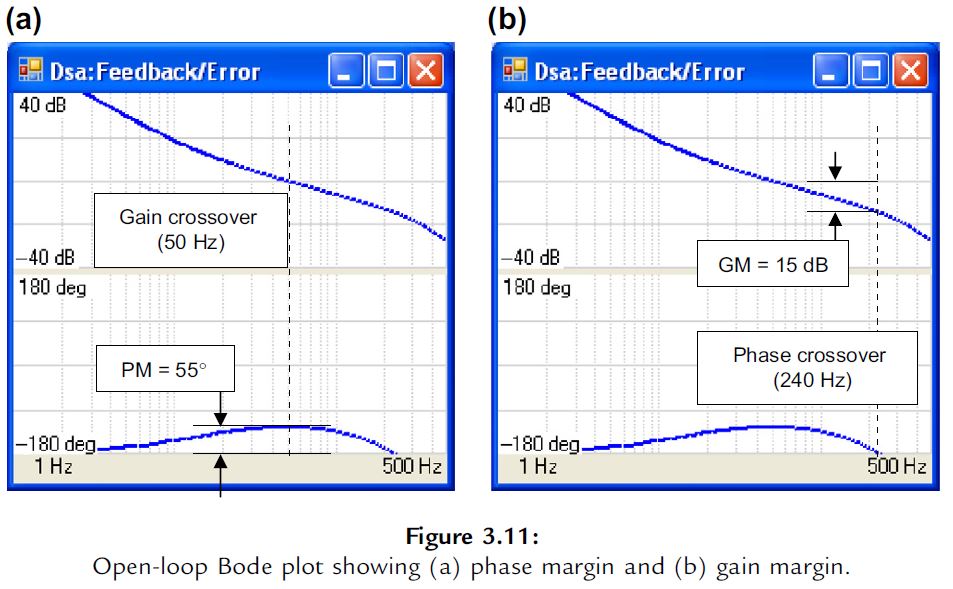 (a)
Dsa:Feedback/Error
40 dB
Gain crossover
(50 Hz)
−40 dB
180 deg
PM = 55°
−180 deg
1 Hz
500 Hz
(b)
Dsa:Feedback/Error
40 dB
GM = 15 dB
−40 dB
180 deg
Phase crossover
(240 Hz)
−180 deg
1 Hz
500 Hz
Figure 3.11:
Open-loop Bode plot showing (a) phase margin and (b) gain margin.